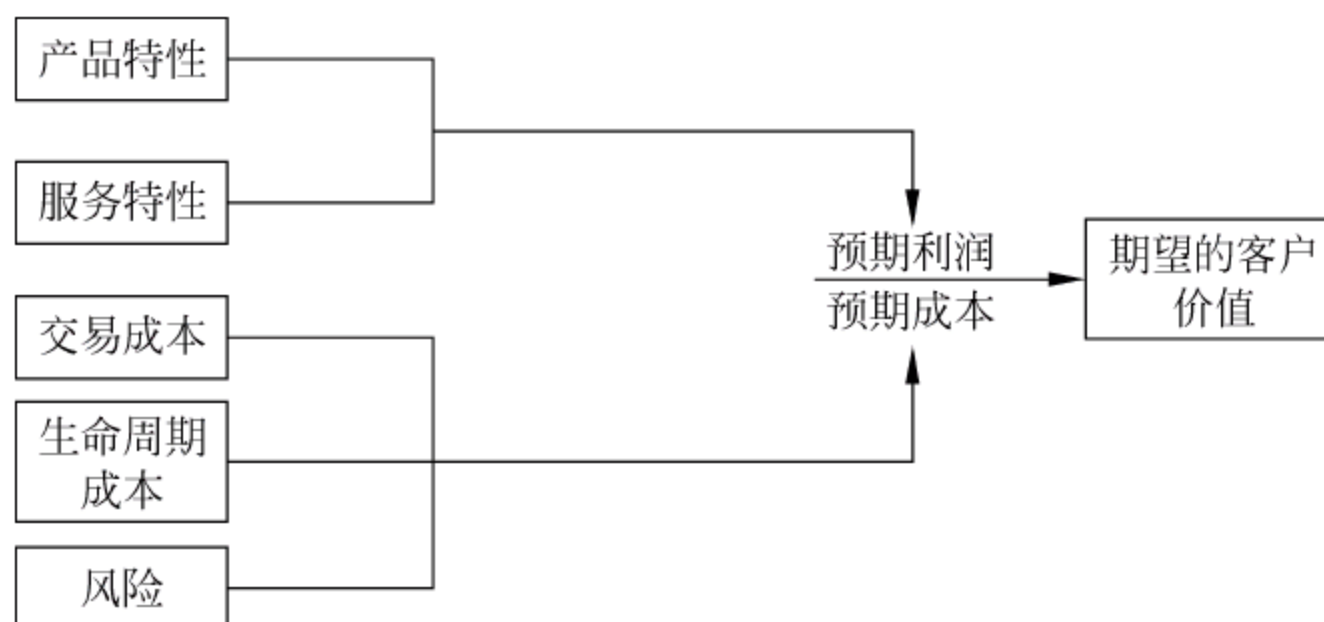 产品特性
服务特性
交易成本
生命周期
成本
风险
预期利润
预期成本
期望的客户
价值